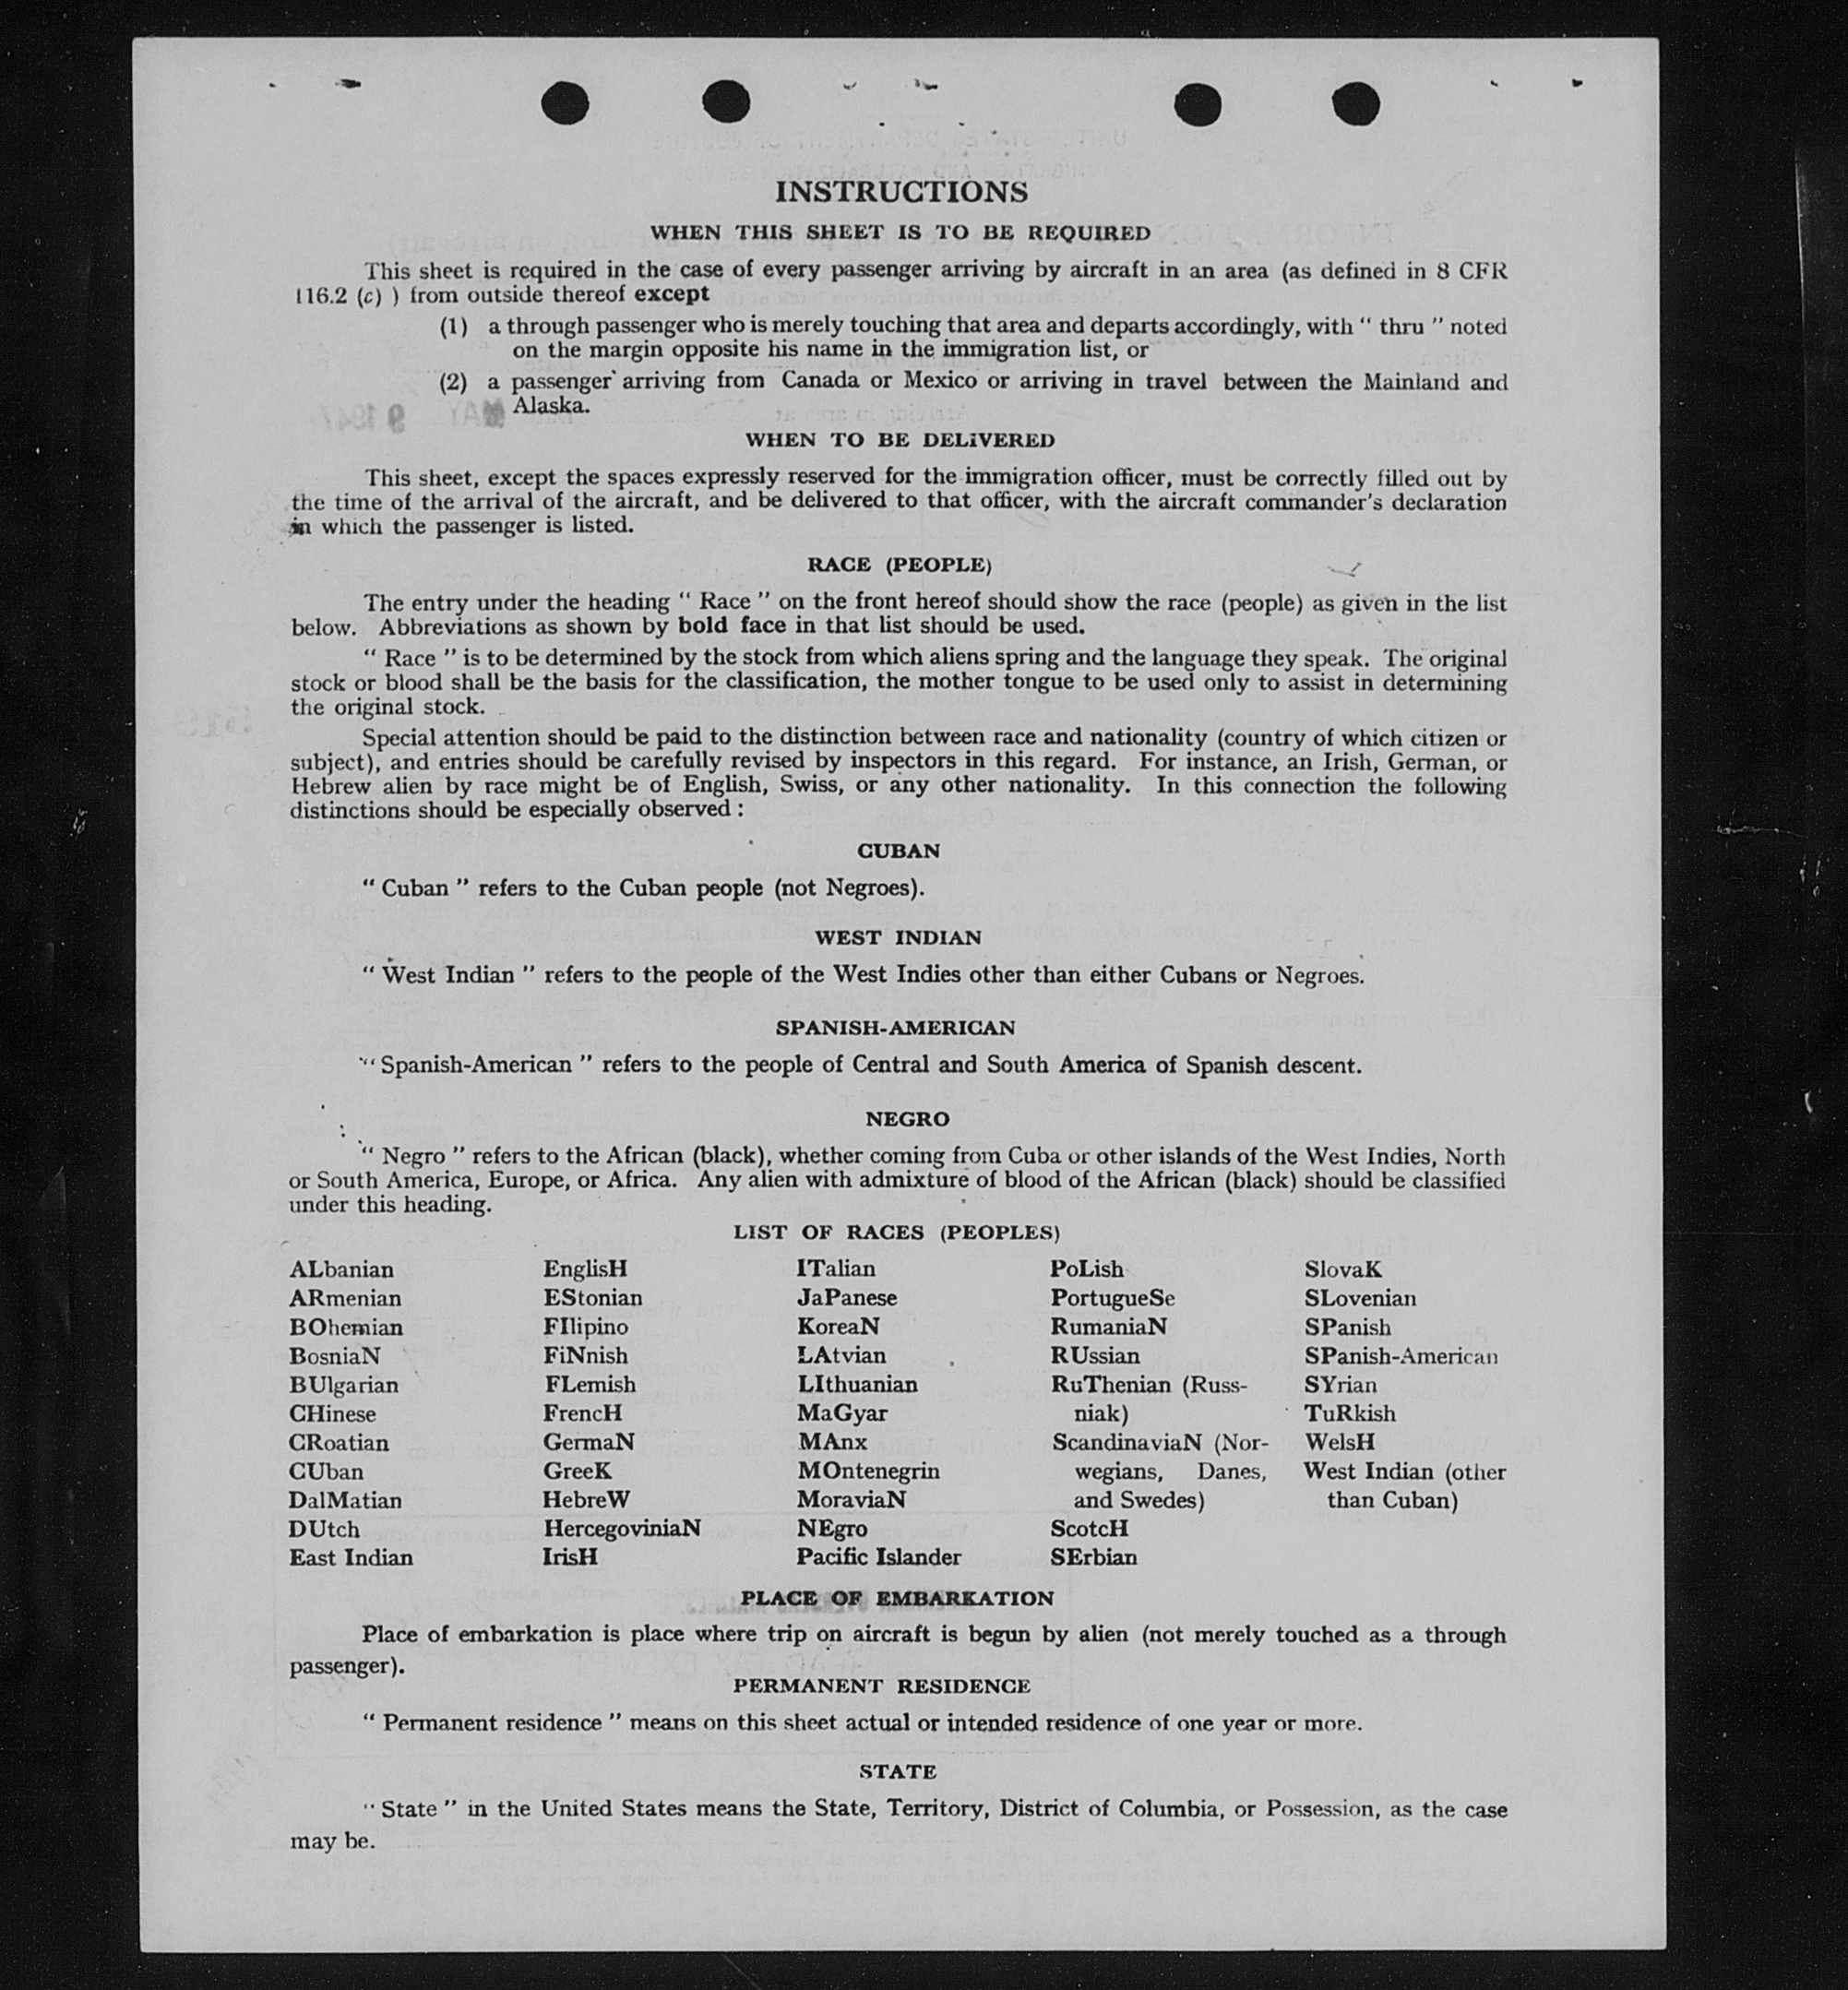 INSTRUCTIONS
WHEN THIS SHEET IS TO BE REQUIRED
This sheet is required in the case of every passenger arriving by aircraft in an area (as defined in 8 CFR
116.2 (c) ) from outside thereof except
(1) a through passenger who is merely touching that area and departs accordingly, with “ thru ” noted
on the margin opposite his name in the immigration list, or
(2) a passenger arriving from Canada or Mexico or arriving in travel between the Mainland and
Alaska.
WHEN TO BE DELiVERED
This sheet, except the spaces expressly reserved for the immigration officer, must be correctly filled out by
the time of the arrival of the aircraft, and be delivered to that officer, with the aircraft commander's declaration
in which the passenger is listed.
RACE (PEOPLE)
The entry under the heading “ Race ” on the front hereof should show the race (people) as given in the list
below. Abbreviations as shown by bold face in that list should be used.
“ Race ” is to be determined by the stock from which aliens spring and the language they speak. The original
stock or blood shall be the basis for the classification, the mother tongue to be used only to assist in determining
the original stock.
Special attention should be paid to the distinction between race and nationality (country of which citizen or
subject), and entries should be carefully revised by inspectors in this regard. For instance, an Irish, German, or
Hebrew alien by race might be of English, Swiss, or any other nationality. In this connection the following
distinctions should be especially observed :
CUBAN
“ Cuban ” refers to the Cuban people (not Negroes).
WEST INDIAN
“ West Indian ” refers to the people of the West Indies other than either Cubans or Negroes.
SPANISH-AMERICAN
“ Spanish-American ” refers to the people of Central and South America of Spanish descent.
NEGRO
“ Negro ” refers to the African (black), whether coming from Cuba or other islands of the West Indies, North
or South America, Europe, or Africa. Any alien with admixture of blood of the African (black) should be classified
under this heading.
LIST OF RACES (PEOPLES)
ALbanian EnglisH ITalian PoLish SlovaK
ARmenian EStonian JaPanese PortugueSe SLovenian
BOhemian FIlipino KoreaN RumaniaN SPanish
BosniaN FiNnish LAtvian RUssian SPanish-American
BUlgarian FLemish LIthuanian RuThenian (Russ- SYrian
CHinese FrencH MaGyar niak) TuRkish
CRoatian GermaN MAnx ScandinaviaN (Nor- WelsH
CUban GreeK MOntenegrin wegians, Danes, West Indian (other
DalMatian HebreW MoraviaN and Swedes) than Cuban)
DUtch HercegoviniaN NEgro ScotcH
East Indian IrisH Pacific Islander SErbian
PLACE OF EMBARKATION
Place of embarkation is place where trip on aircraft is begun by alien (not merely touched as a through
passenger).
PERMANENT RESIDENCE
“ Permanent residence ” means on this sheet actual or intended residence of one year or more.
STATE
“ State ” in the United States means the State, Territory, District of Columbia, or Possession, as the case
may be.